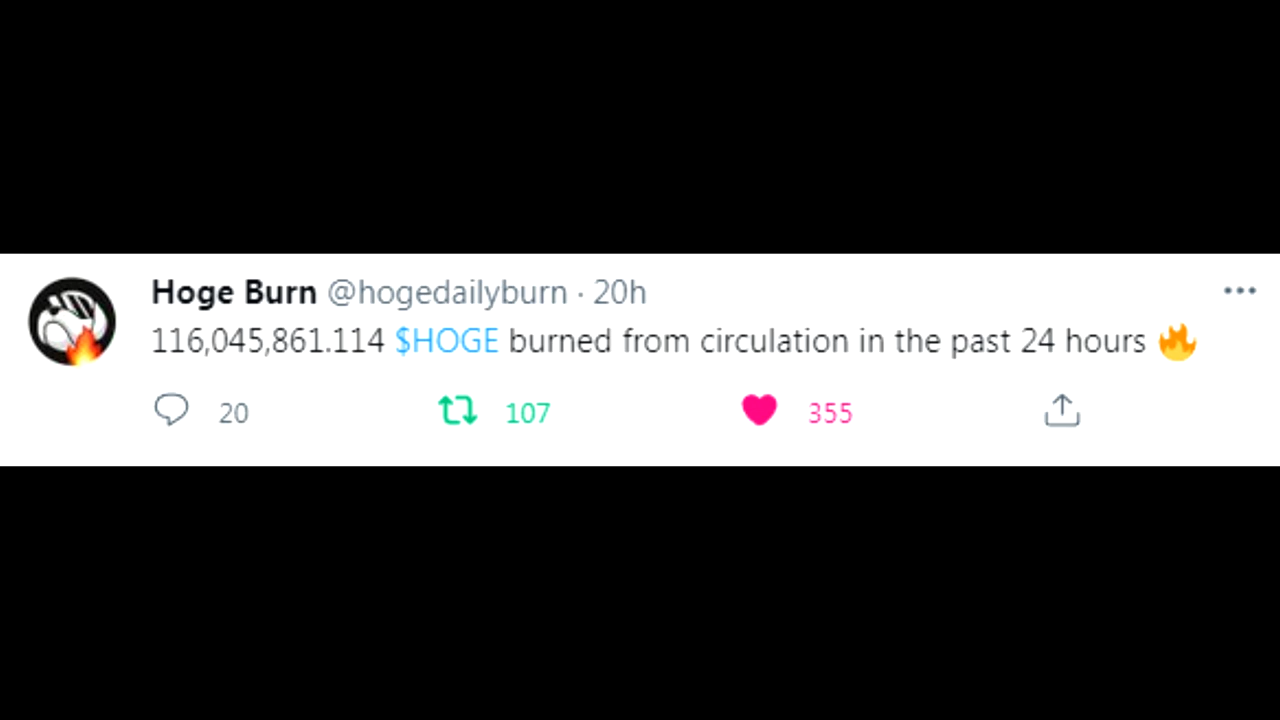 Hoge Burn @hogedailyburn · 20h
116,045,861.114 $HOGE burned from circulation in the past 24 hours 🔥
20 107 355